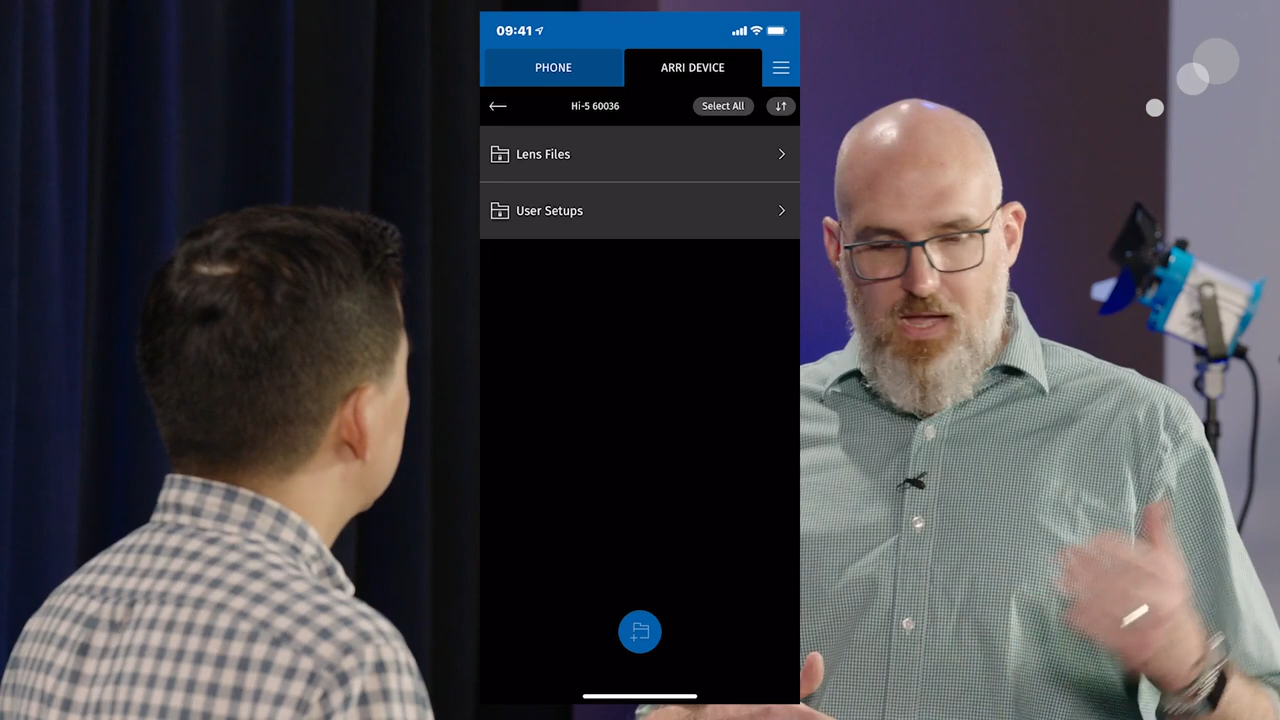 09:41
PHONE
ARRI DEVICE
Hi-5 60036
Select All
Lens Files
User Setups